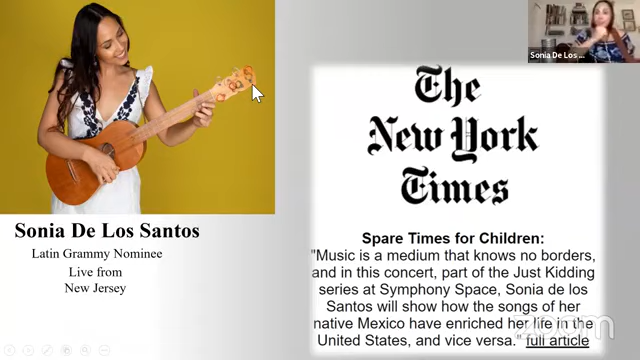 Sonia De Los ...
The
New York
Times
Sonia De Los Santos
Latin Grammy Nominee
Live from
New Jersey
Spare Times for Children:
"Music is a medium that knows no borders,
and in this concert, part of the Just Kidding
series at Symphony Space, Sonia de los
Santos will show how the songs of her
native Mexico have enriched her life in the
United States, and vice versa." full article
zoom